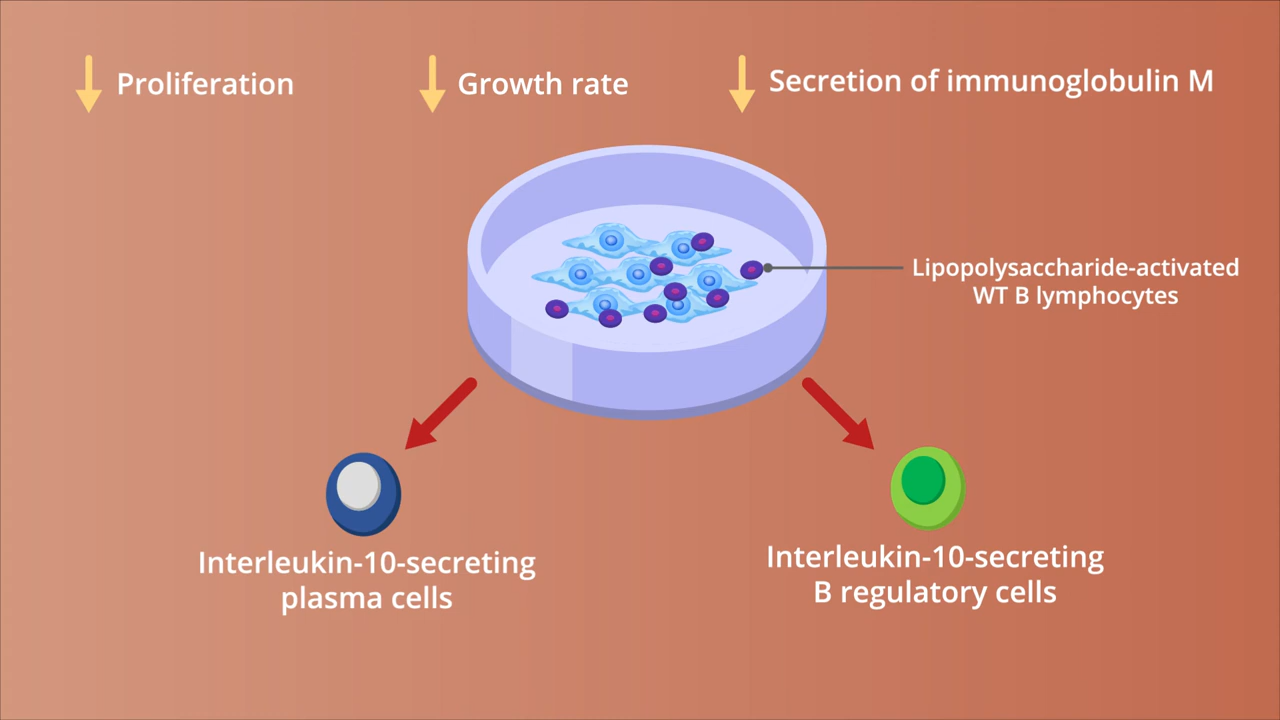 Proliferation
Growth rate
Secretion of immunoglobulin M
Lipopolysaccharide-activated
WT B lymphocytes
Interleukin-10-secreting
plasma cells
Interleukin-10-secreting
B regulatory cells